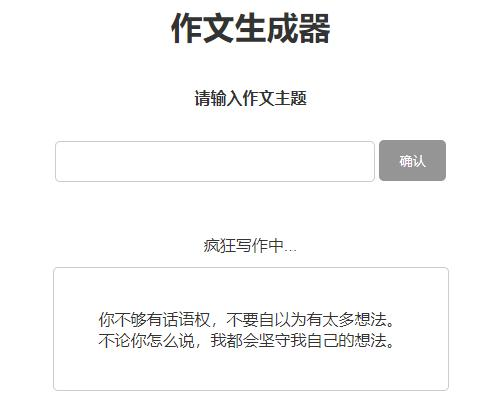 作文生成器
请输入作文主题
确认
疯狂写作中...
你不够有话语权，不要自以为有太多想法。
不论你怎么说，我都会坚守我自己的想法。